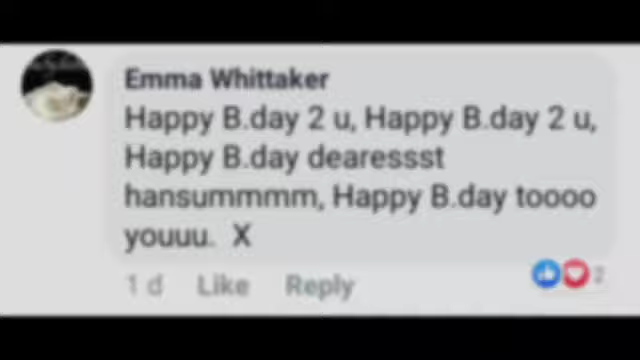 Emma Whittaker
Happy B.day 2 u, Happy B.day 2 u,
Happy B.day dearessst
hansummmm, Happy B.day toooo
youuu.  X
1 d Like Reply 2